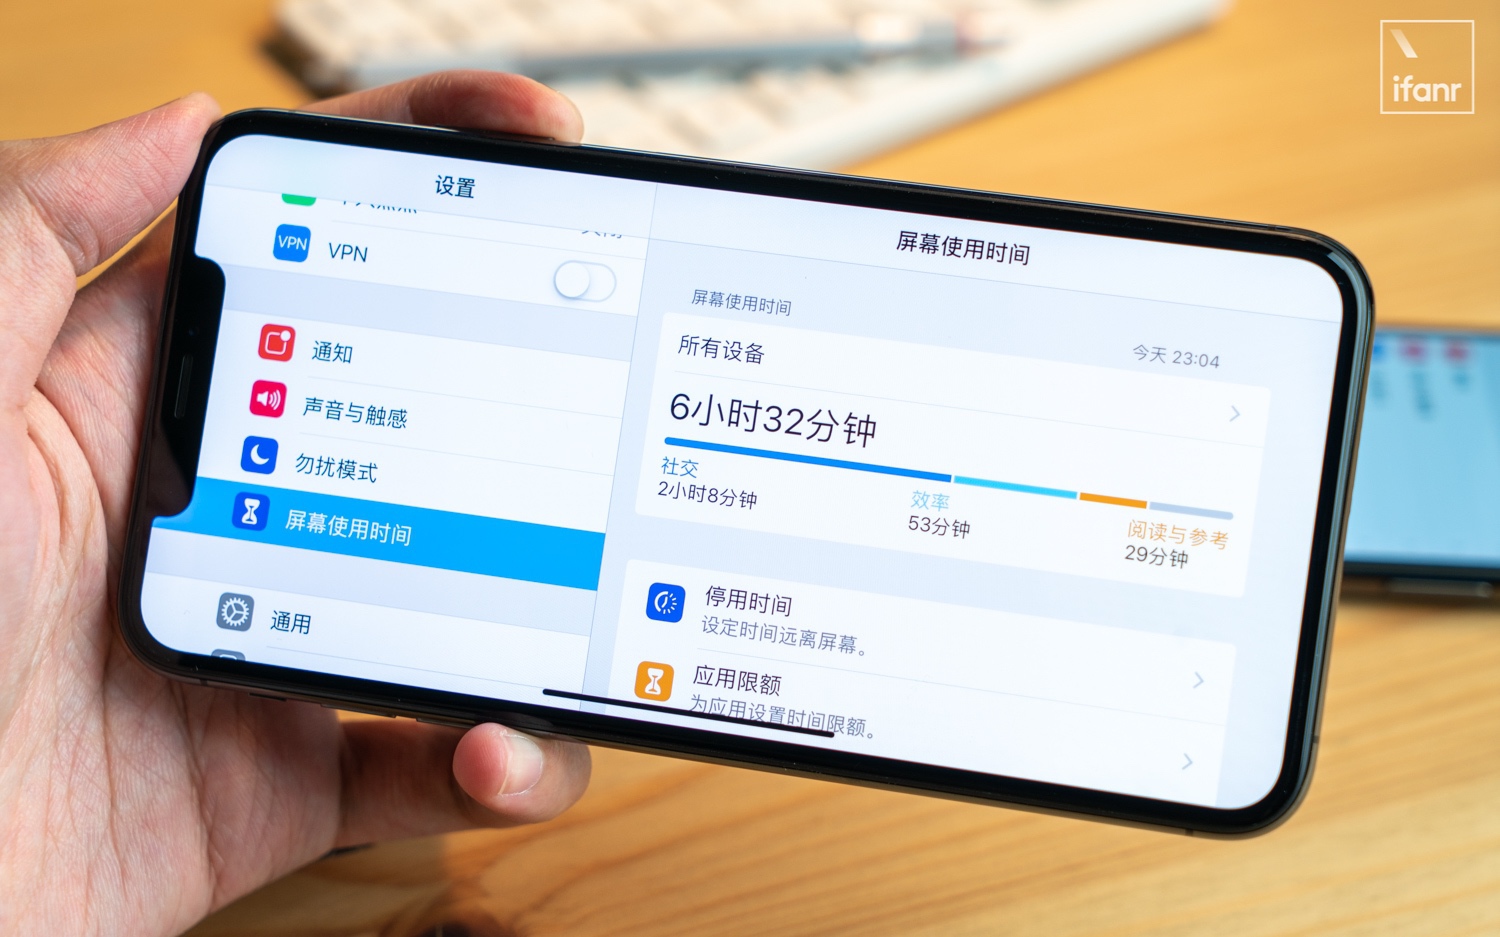 ifanr
设置
VPN
VPN
通知
声音与触感
勿扰模式
屏幕使用时间
通用
屏幕使用时间
屏幕使用时间
今天 23:04
所有设备
6小时32分钟
社交
2小时8分钟
效率
53分钟
阅读与参考
29分钟
停用时间
设定时间远离屏幕。
应用限额
为应用设置时间限额。